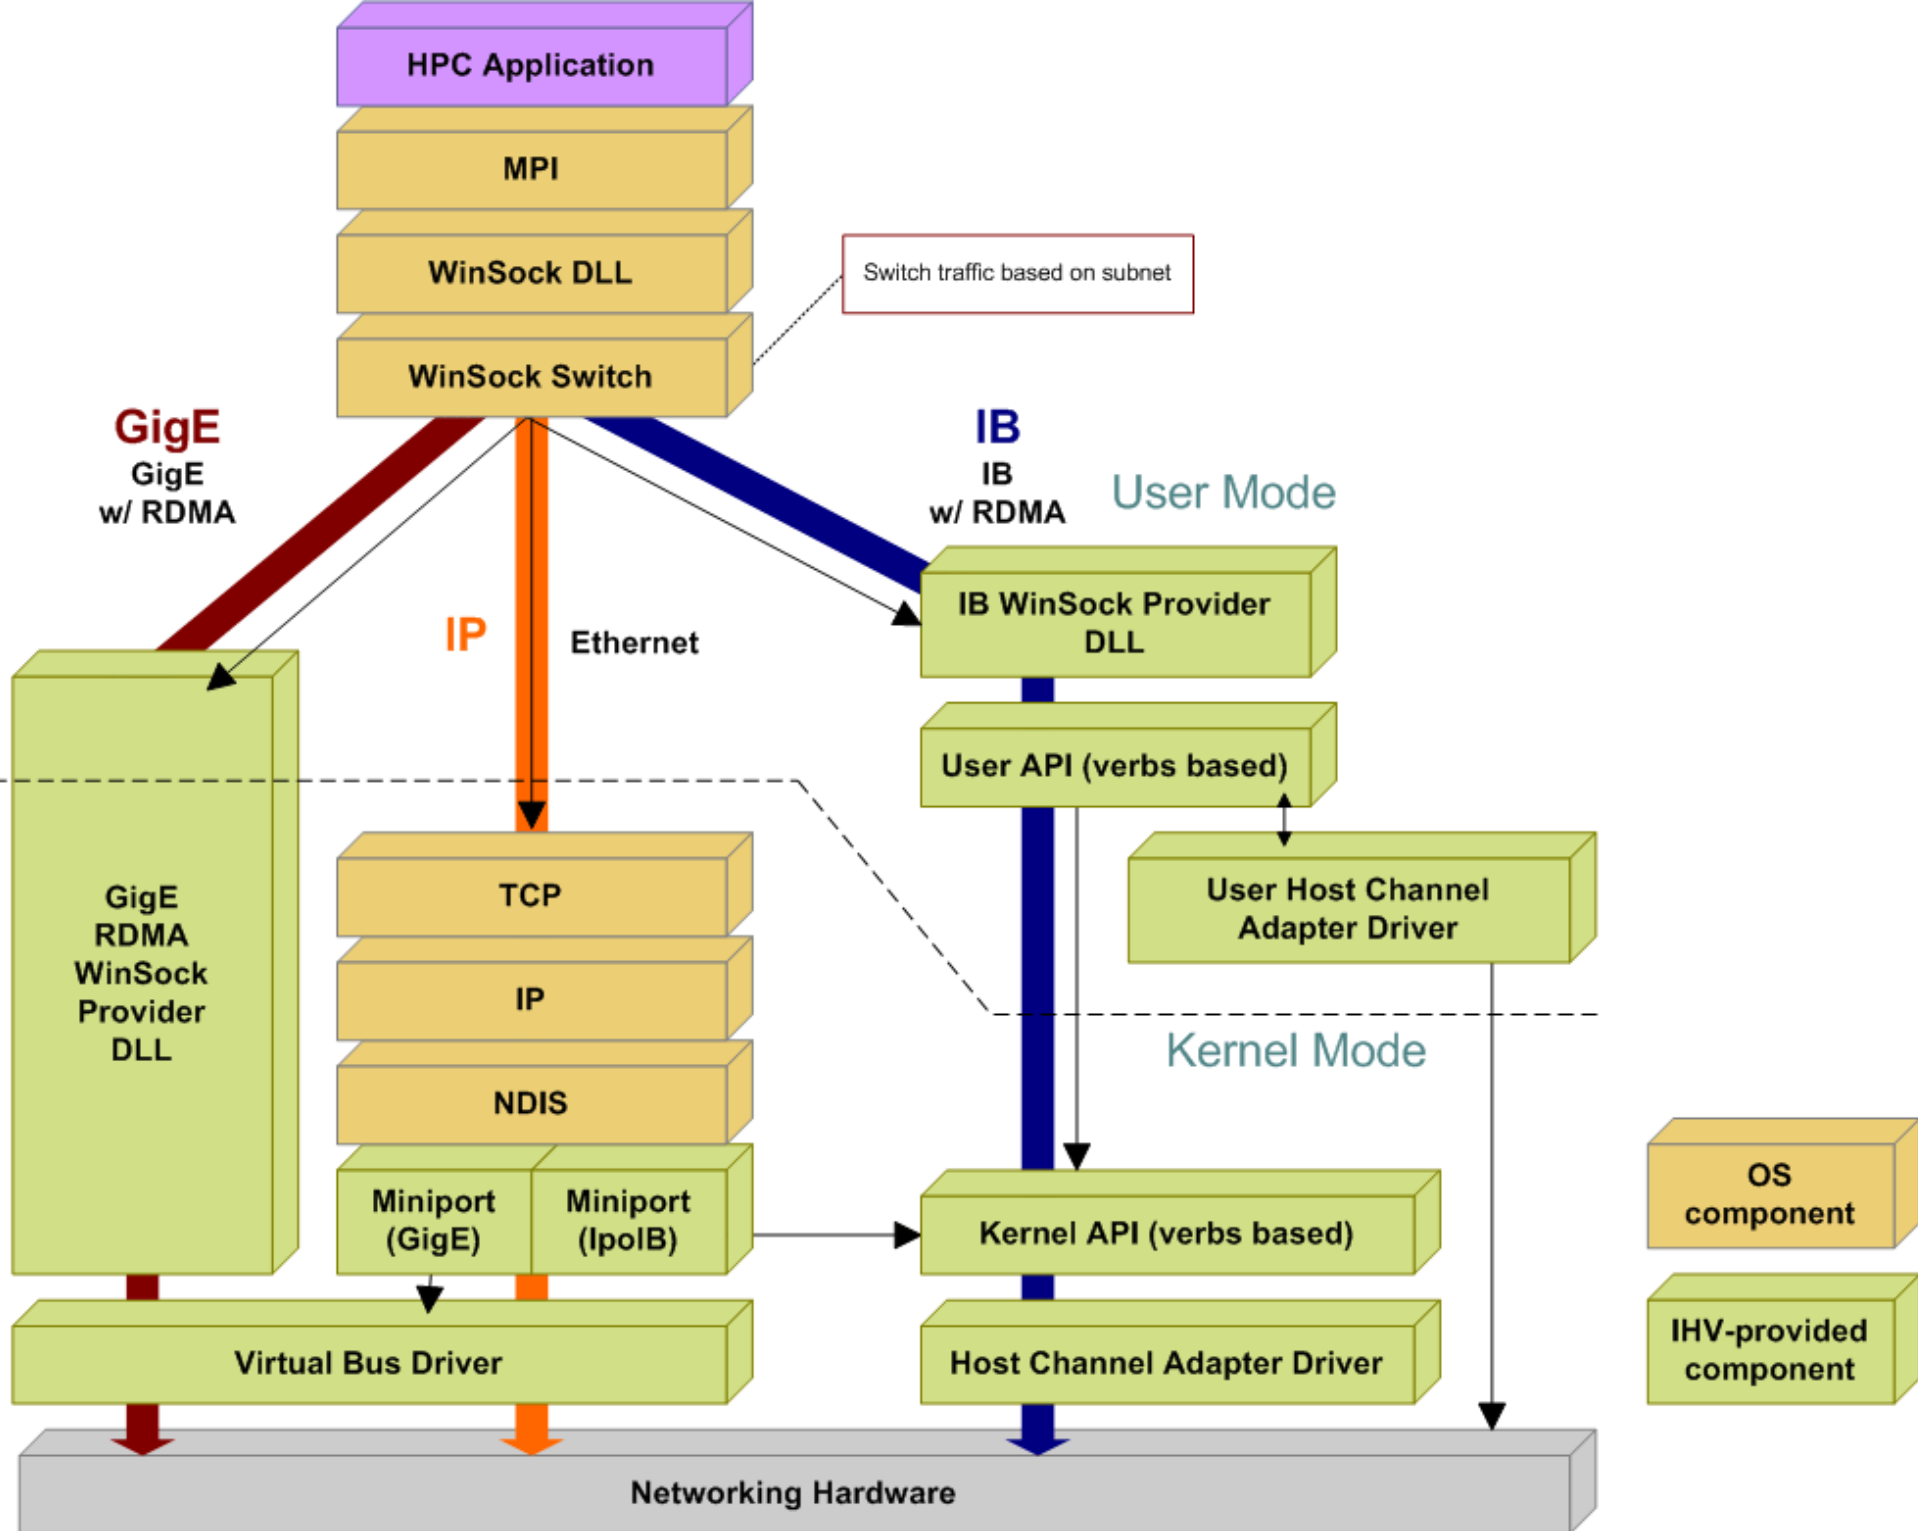 HPC Application
MPI
WinSock DLL
Switch traffic based on subnet
WinSock Switch
GigE
GigE
w/ RDMA
IB
IB
w/ RDMA
User Mode
IB WinSock Provider
DLL
IP
Ethernet
User API (verbs based)
GigE
RDMA
WinSock
Provider
DLL
TCP
User Host Channel
Adapter Driver
IP
Kernel Mode
NDIS
Miniport
(GigE)
Miniport
(IpoIB)
Kernel API (verbs based)
OS
component
Virtual Bus Driver
Host Channel Adapter Driver
IHV-provided
component
Networking Hardware